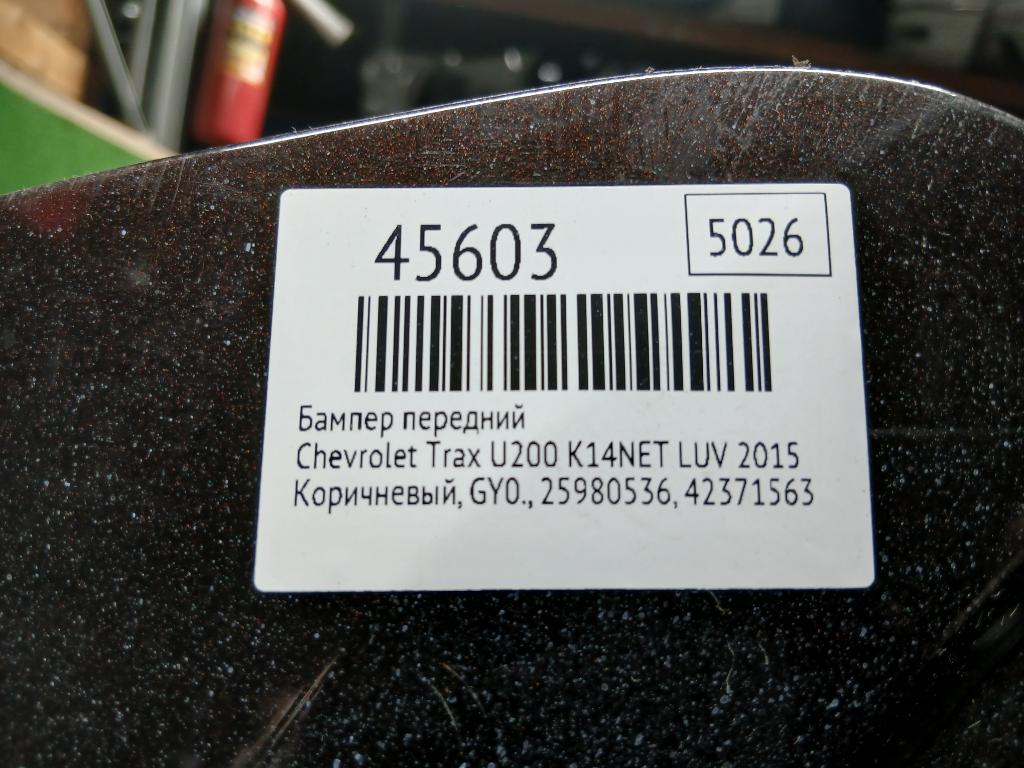 45603
5026
Бампер передний
Chevrolet Trax U200 K14NET LUV 2015
Коричневый, GY0., 25980536, 42371563